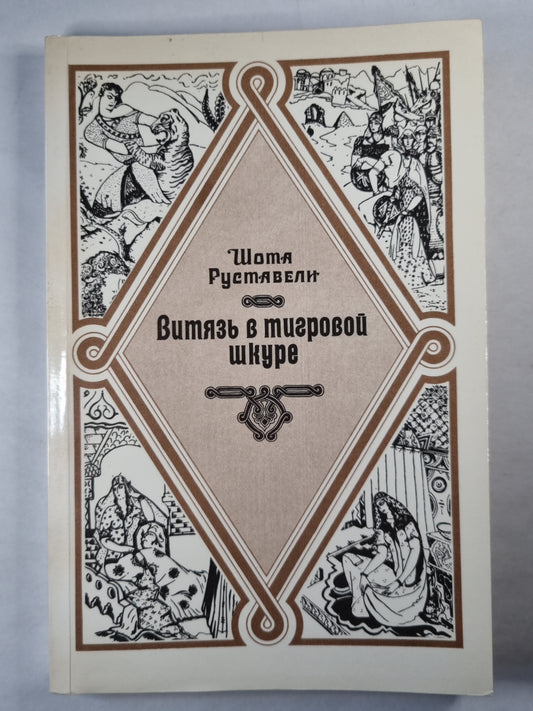 Шота
Руставели
Витязь в тигровой
шкуре